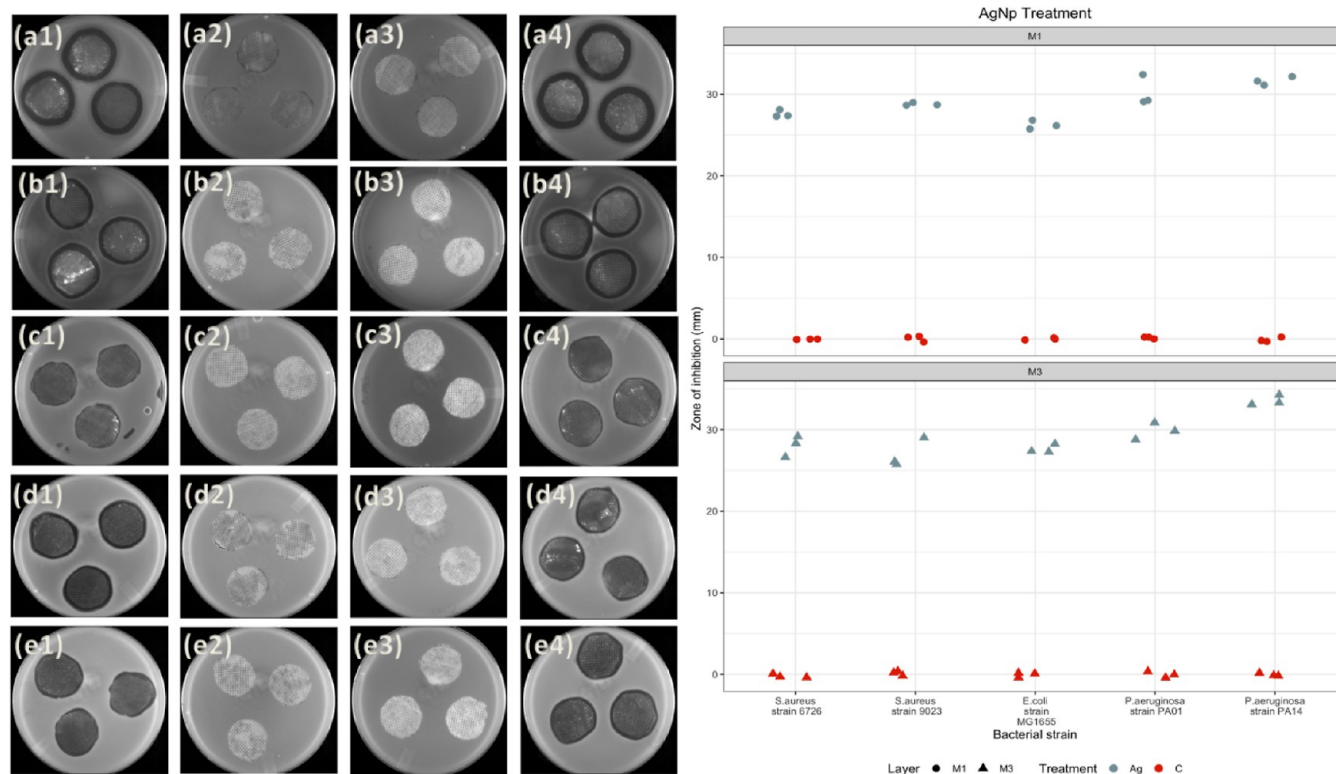 (a1) (a2) (a3) (a4)
(b1) (b2) (b3) (b4)
(c1) (c2) (c3) (c4)
(d1) (d2) (d3) (d4)
(e1) (e2) (e3) (e4)
AgNp Treatment
M1
30
20
10
0
Zone of inhibition (mm)
M3
30
20
10
0
S.aureus
strain 6726
S.aureus
strain 9023
E.coli
strain
MG1655
P.aeruginosa
strain PA01
P.aeruginosa
strain PA14
Bacterial strain
Layer M1 M3 Treatment Ag C